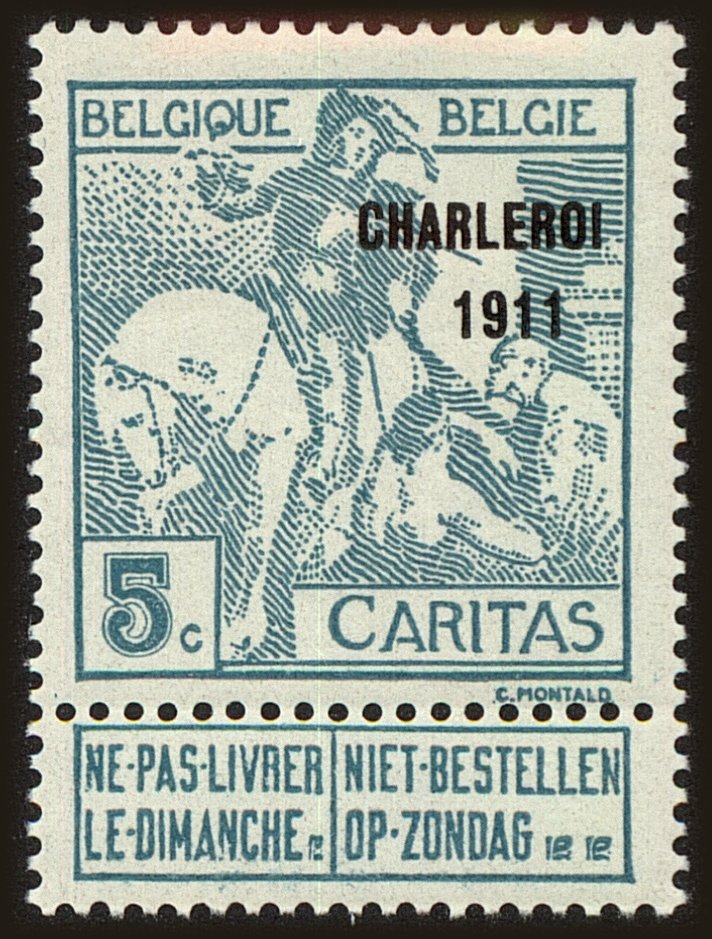 BELGIQUE BELGIE
CHARLEROI
1911
5c
CARITAS
C. MONTALD
NE·PAS·LIVRER
LE·DIMANCHE
NIET·BESTELLEN
OP·ZONDAG